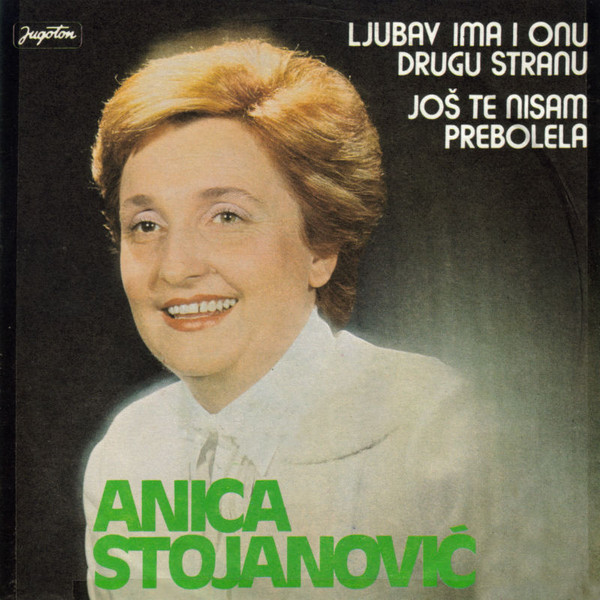 Jugoton
LJUBAV IMA I ONU
DRUGU STRANU
JOŠ TE NISAM
PREBOLELA
ANICA
STOJANOVIĆ